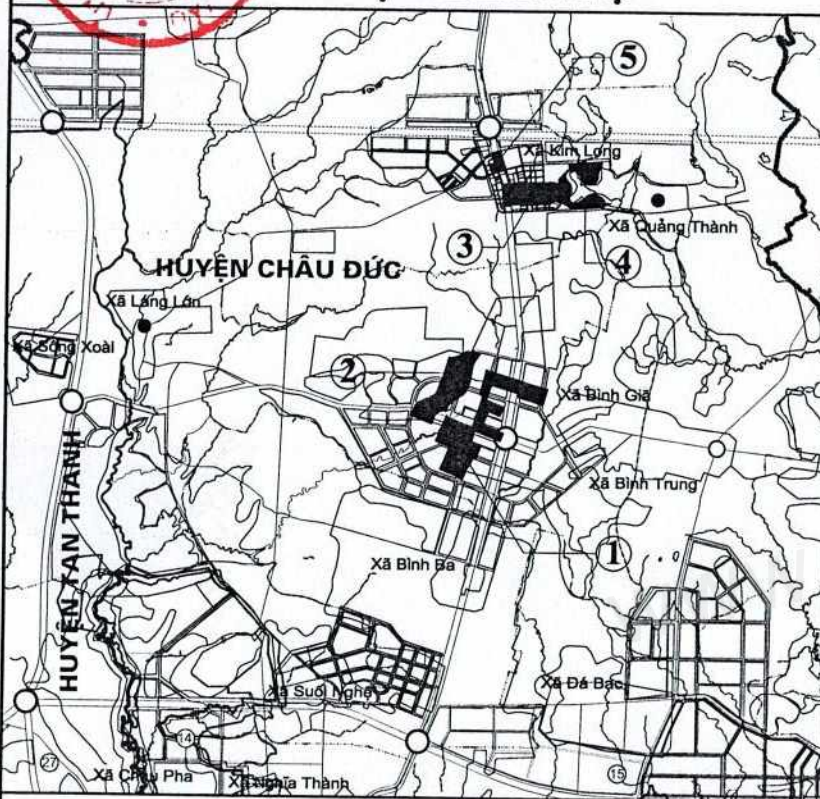 5
Xã Kim Long
Xã Quảng Thành
3
4
HUYỆN CHÂU ĐỨC
Xã Láng Lớn
Xã Sông Xoài
2
Xã Bình Giã
Xã Bình Trung
HUYỆN TÂN THÀNH
1
Xã Bình Ba
Xã Suối Nghệ
Xã Đá Bạc
14
27
15
Xã Châu Pha
Xã Nghĩa Thành